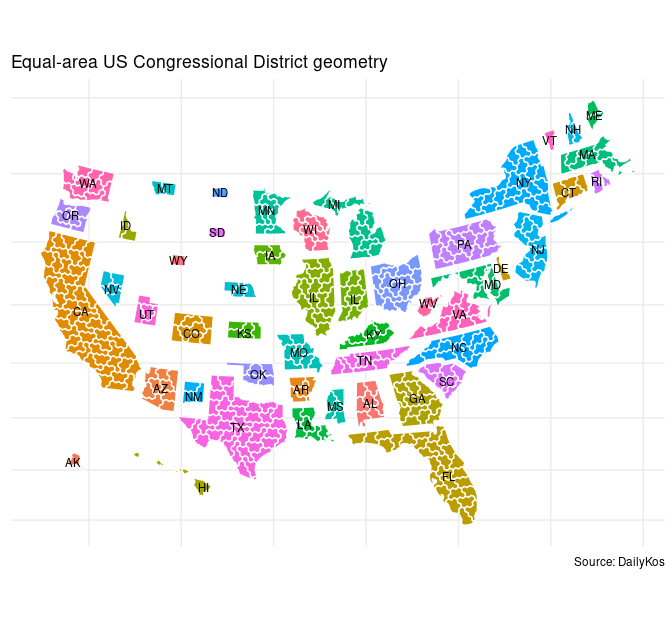 Equal-area US Congressional District geometry
ME
NH
VT
MA
NY
CT
RI
WA
MT
ND
MN
MI
OR
ID
SD
WI
PA
NJ
WY
IA
OH
DE
MD
NV
NE
IL
IL
WV
CA
UT
VA
CO
KS
KY
NC
MO
TN
OK
SC
AZ
NM
AR
MS
AL
GA
TX
LA
AK
HI
FL
Source: DailyKos